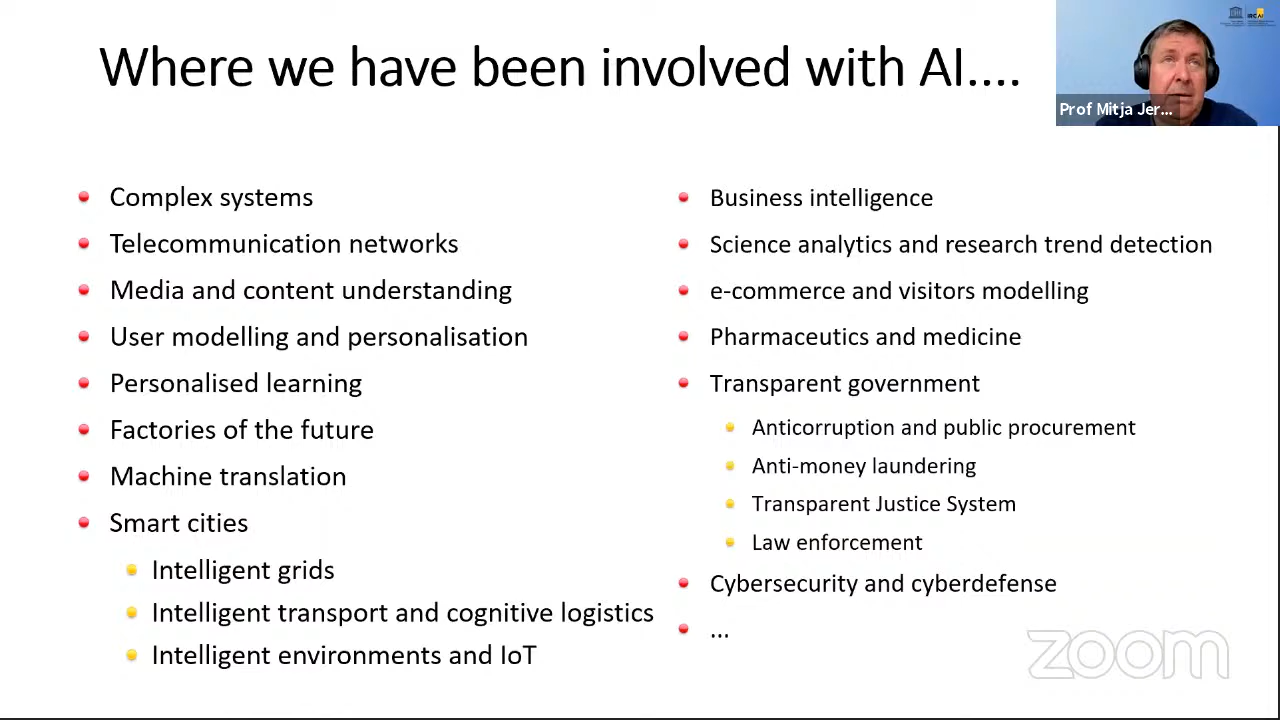 Where we have been involved with AI....
Prof Mitja Jer...
Complex systems
Telecommunication networks
Media and content understanding
User modelling and personalisation
Personalised learning
Factories of the future
Machine translation
Smart cities
Intelligent grids
Intelligent transport and cognitive logistics
Intelligent environments and IoT
Business intelligence
Science analytics and research trend detection
e-commerce and visitors modelling
Pharmaceutics and medicine
Transparent government
Anticorruption and public procurement
Anti-money laundering
Transparent Justice System
Law enforcement
Cybersecurity and cyberdefense
...
zoom